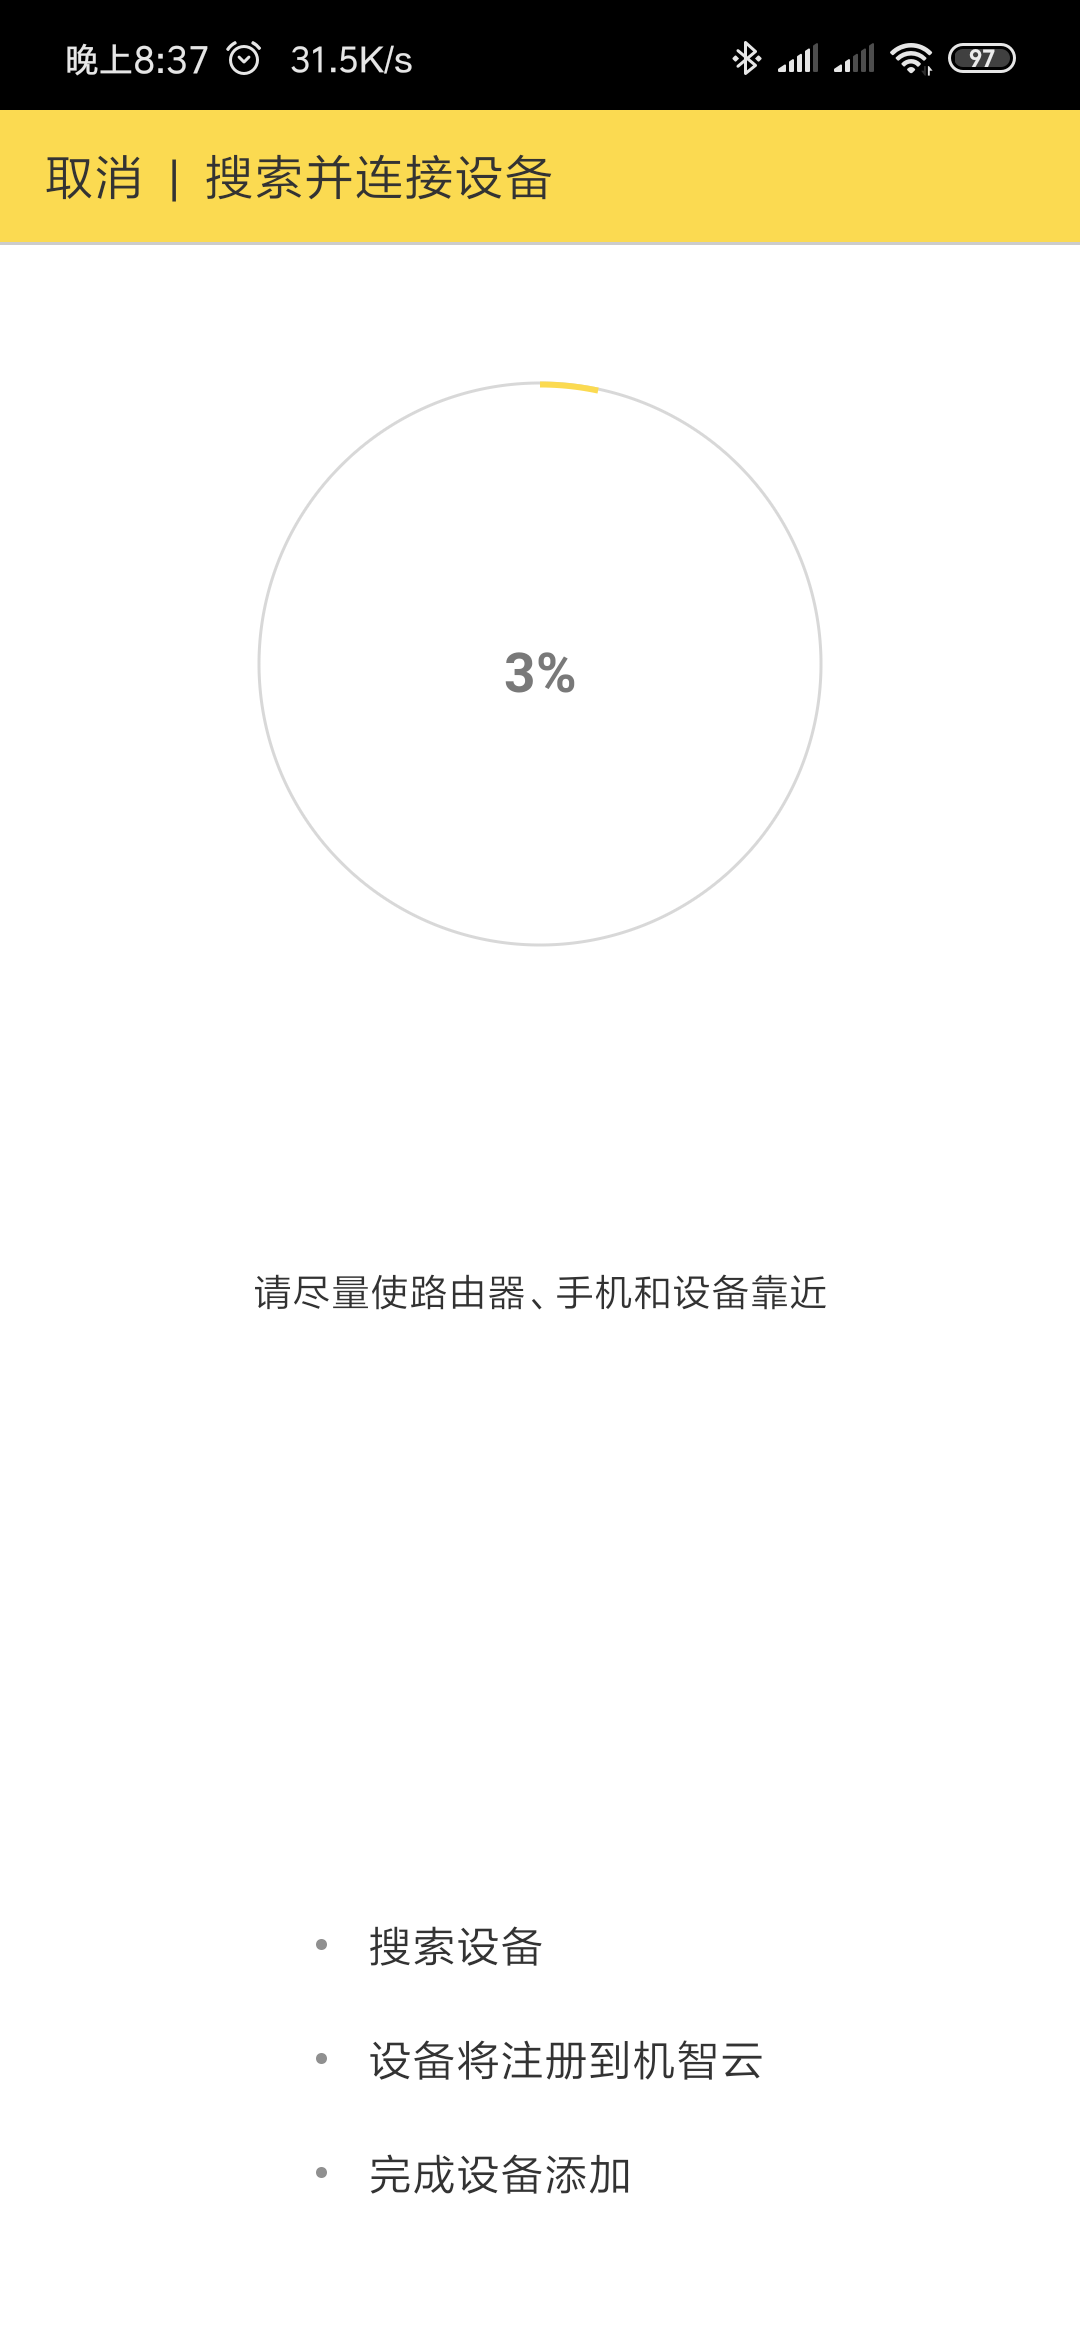 晚上8:37 31.5K/s 97
取消 | 搜索并连接设备
3%
请尽量使路由器、手机和设备靠近
• 搜索设备
• 设备将注册到机智云
• 完成设备添加